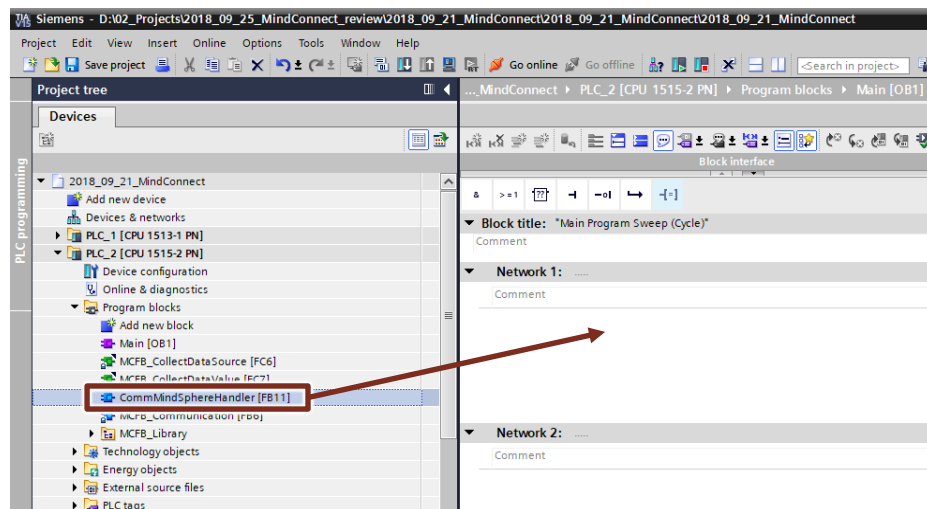 Siemens - D:\02_Projects\2018_09_25_MindConnect_review\2018_09_21_MindConnect\2018_09_21_MindConnect\2018_09_21_MindConnect
Project Edit View Insert Online Options Tools Window Help
Save project Go online Go offline <Search in project>
Project tree
...MindConnect PLC_2 [CPU 1515-2 PN] Program blocks Main [OB1]
Devices
Block interface
PLC programming
2018_09_21_MindConnect
Add new device
Devices & networks
PLC_1 [CPU 1513-1 PN]
PLC_2 [CPU 1515-2 PN]
Device configuration
Online & diagnostics
Program blocks
Add new block
Main [OB1]
MCFB_CollectDataSource [FC6]
MCFB_CollectDataValue [FC7]
CommMindSphereHandler [FB11]
MCFB_Communication [FB6]
MCFB_Library
Technology objects
Energy objects
External source files
PLC tags
& >=1 ?? -[=]
Block title: "Main Program Sweep (Cycle)"
Comment
Network 1: .....
Comment
Network 2: .....
Comment